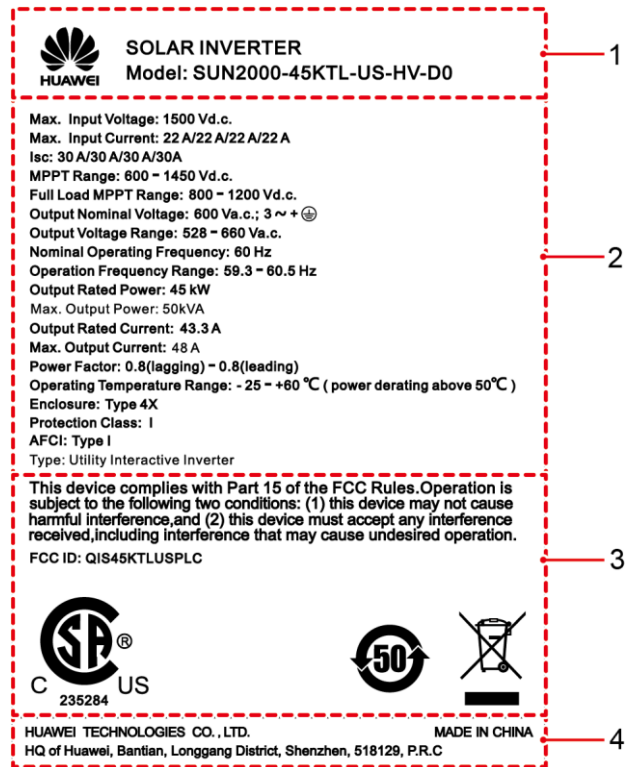 HUAWEI
SOLAR INVERTER
Model: SUN2000-45KTL-US-HV-D0
1
Max. Input Voltage: 1500 Vd.c.
Max. Input Current: 22 A/22 A/22 A/22 A
Isc: 30 A/30 A/30 A/30A
MPPT Range: 600 - 1450 Vd.c.
Full Load MPPT Range: 800 - 1200 Vd.c.
Output Nominal Voltage: 600 Va.c.; 3 ~ + ⏚
Output Voltage Range: 528 - 660 Va.c.
Nominal Operating Frequency: 60 Hz
Operation Frequency Range: 59.3 - 60.5 Hz
Output Rated Power: 45 kW
Max. Output Power: 50kVA
Output Rated Current: 43.3 A
Max. Output Current: 48 A
Power Factor: 0.8(lagging) - 0.8(leading)
Operating Temperature Range: - 25 - +60 ℃ ( power derating above 50℃ )
Enclosure: Type 4X
Protection Class: I
AFCI: Type I
Type: Utility Interactive Inverter
2
This device complies with Part 15 of the FCC Rules.Operation is
subject to the following two conditions: (1) this device may not cause
harmful interference,and (2) this device must accept any interference
received,including interference that may cause undesired operation.
FCC ID: QIS45KTLUSPLC
3
CSA ®
C US
235284
50
HUAWEI TECHNOLOGIES CO., LTD. MADE IN CHINA
HQ of Huawei, Bantian, Longgang District, Shenzhen, 518129, P.R.C
4